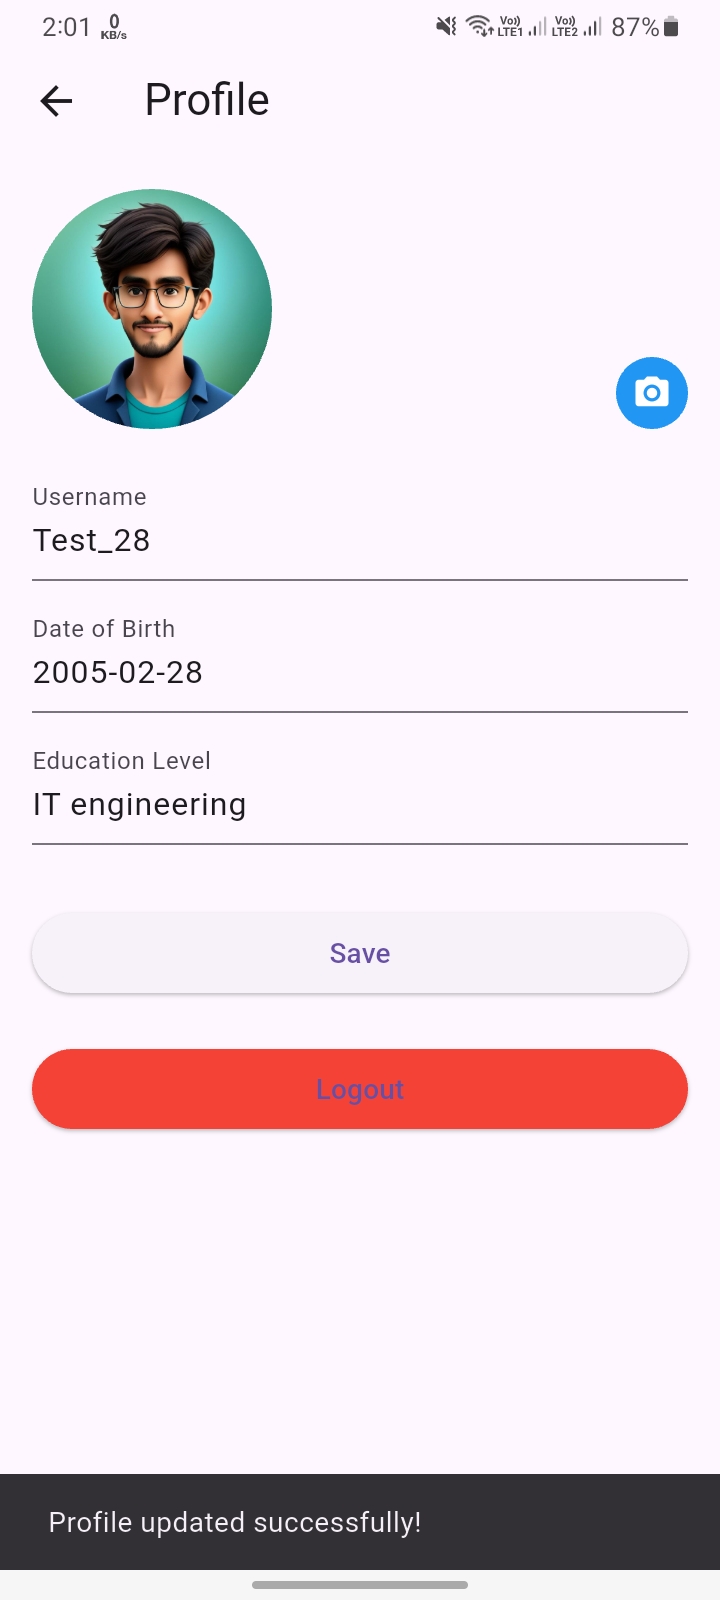 2:01 0 KB/s Vo)) LTE1 Vo)) LTE2 87%
Profile
Username
Test_28
Date of Birth
2005-02-28
Education Level
IT engineering
Save
Logout
Profile updated successfully!